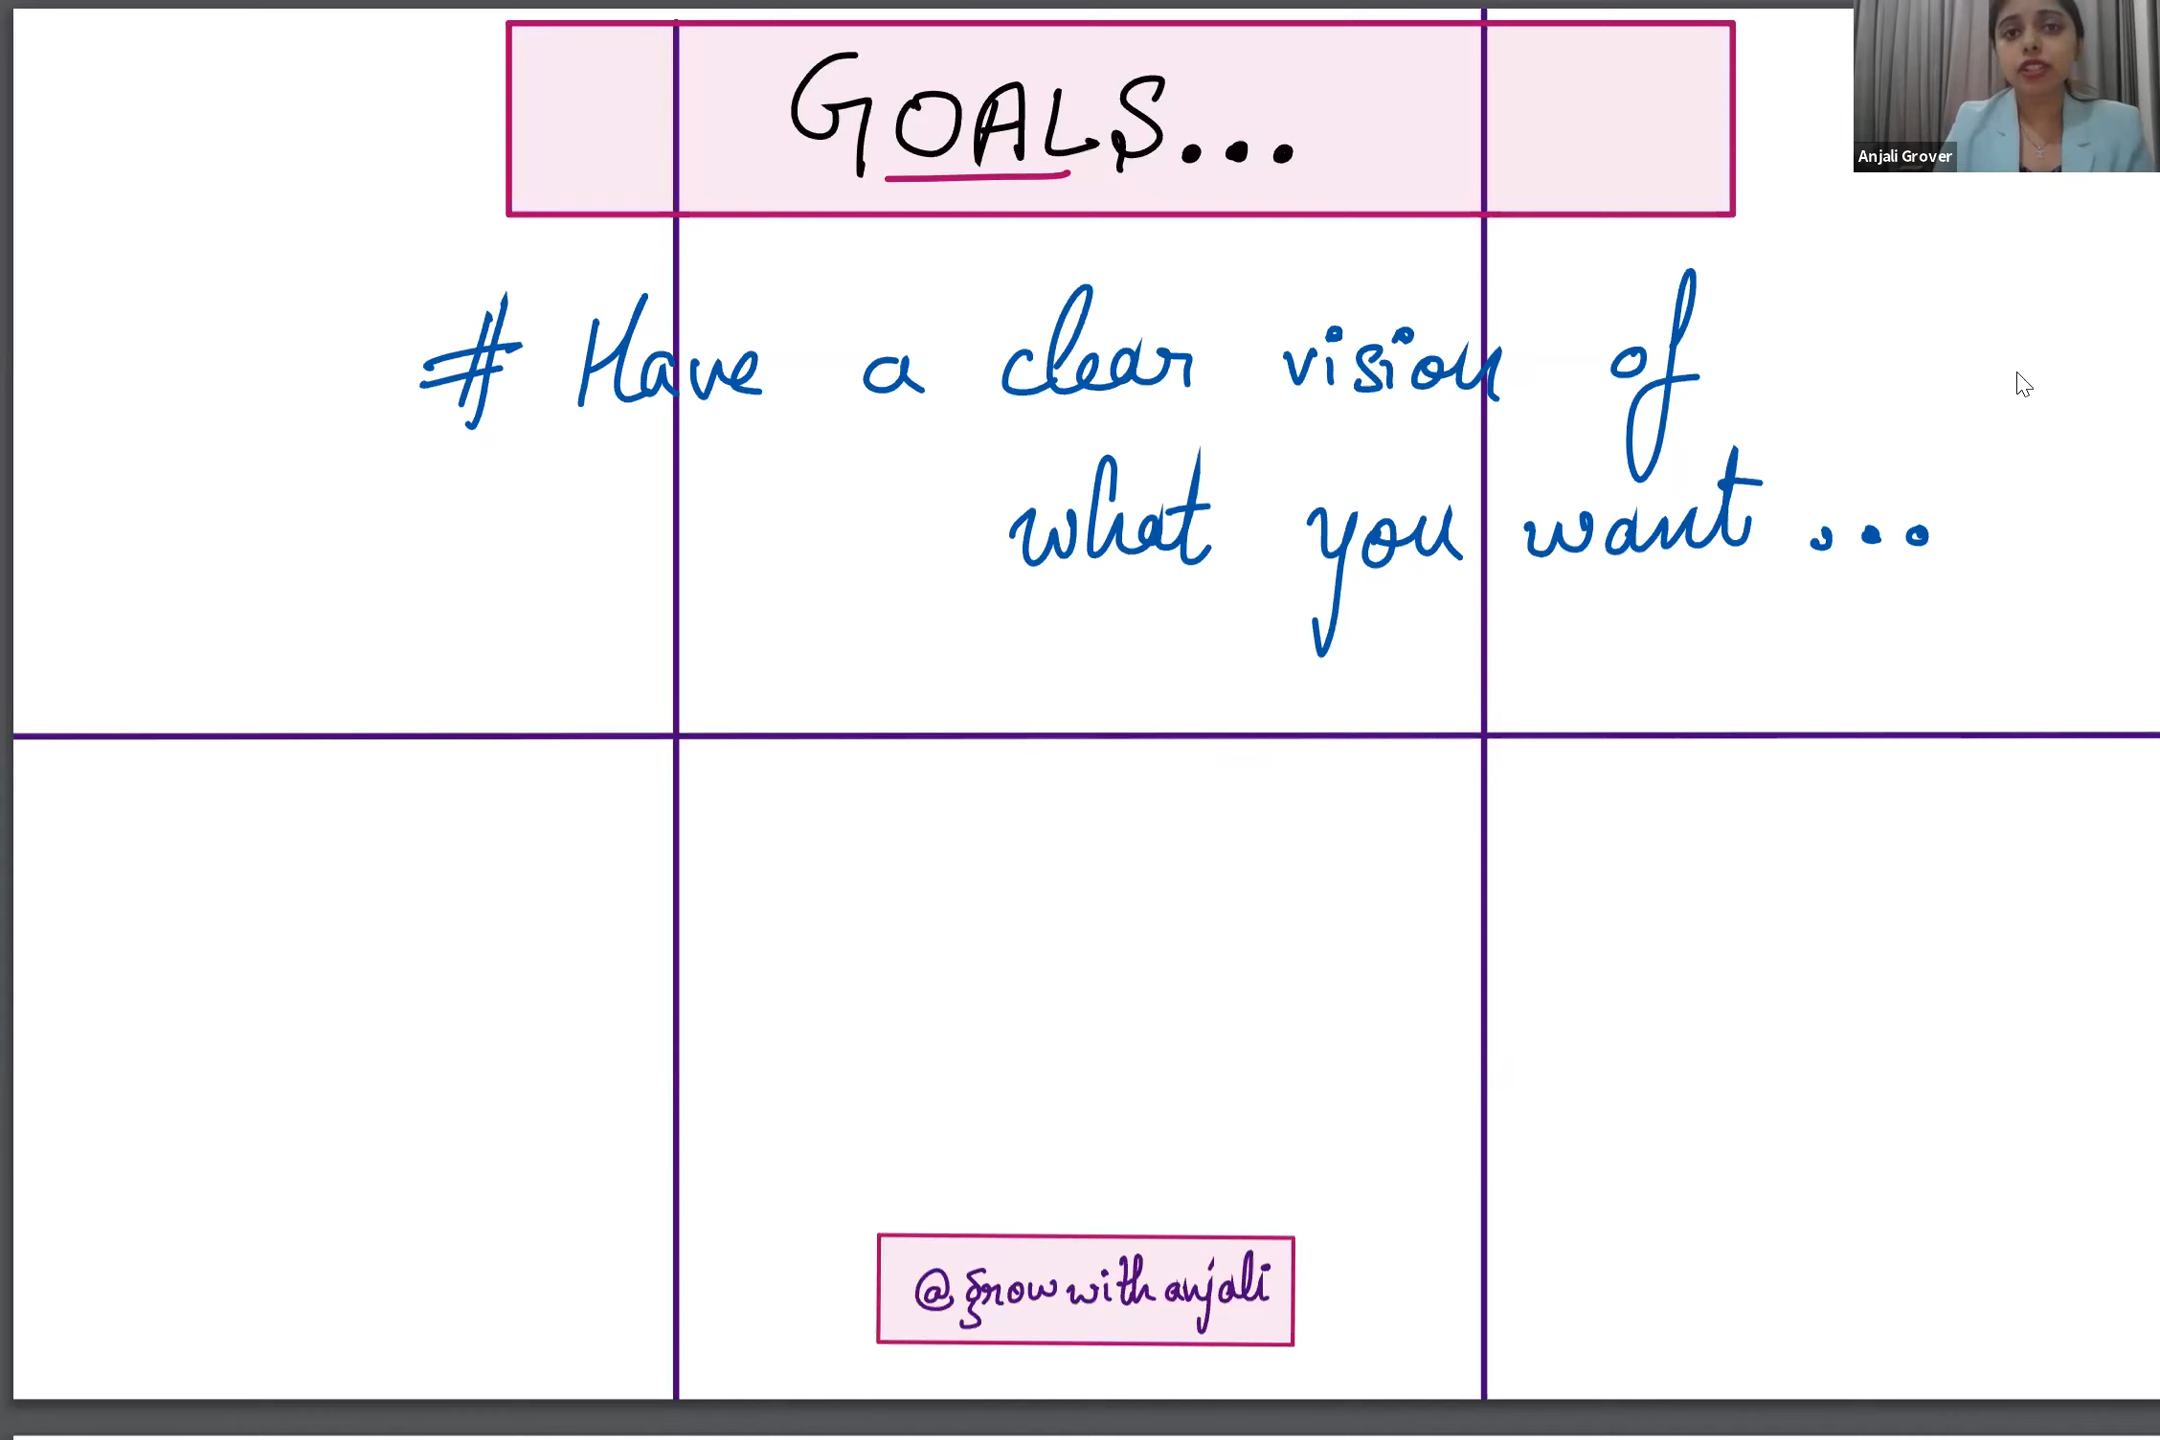 GOALS...
Anjali Grover
# Have a clear vision of
what you want ...
@growwithanjali